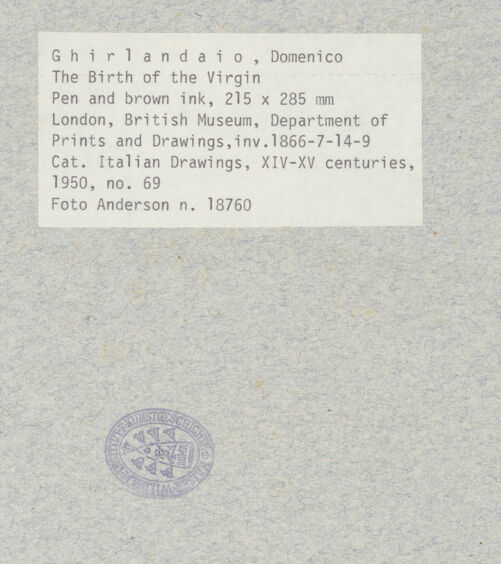 G h i r l a n d a i o , Domenico
The Birth of the Virgin
Pen and brown ink, 215 x 285 mm
London, British Museum, Department of
Prints and Drawings,inv.1866-7-14-9
Cat. Italian Drawings, XIV-XV centuries,
1950, no. 69
Foto Anderson n. 18760